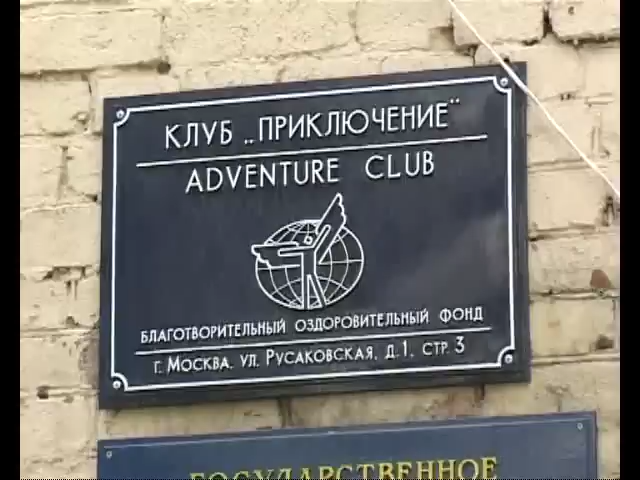 КЛУБ „ПРИКЛЮЧЕНИЕ“
ADVENTURE CLUB
БЛАГОТВОРИТЕЛЬНЫЙ ОЗДОРОВИТЕЛЬНЫЙ ФОНД
Г. МОСКВА, УЛ. РУСАКОВСКАЯ, Д.1, СТР. 3
ГОСУДАРСТВЕННОЕ